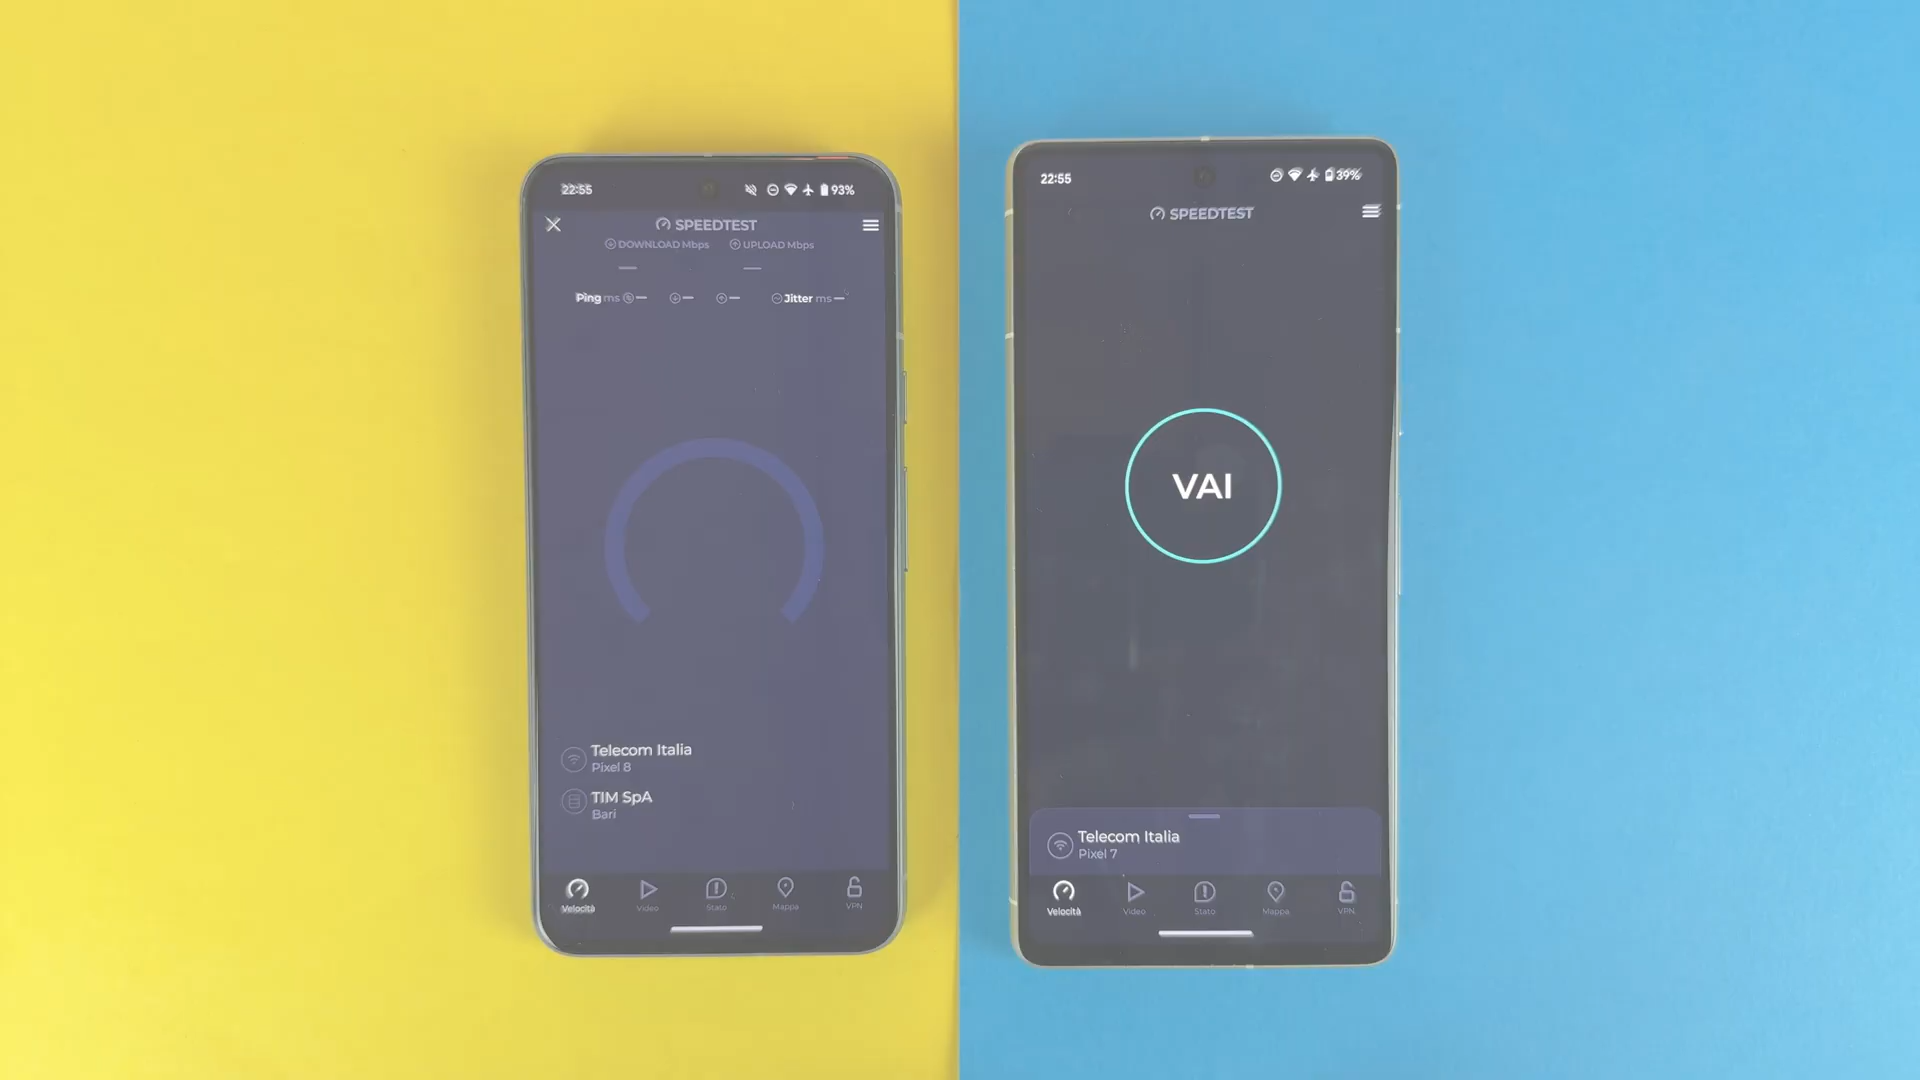 22:55
93%
SPEEDTEST
DOWNLOAD Mbps UPLOAD Mbps
Ping ms Jitter ms
Telecom Italia
Pixel 8
TIM SpA
Bari
Velocità Video Stato Mappa VPN
22:55
39%
SPEEDTEST
VAI
Telecom Italia
Pixel 7
Velocità Video Stato Mappa VPN